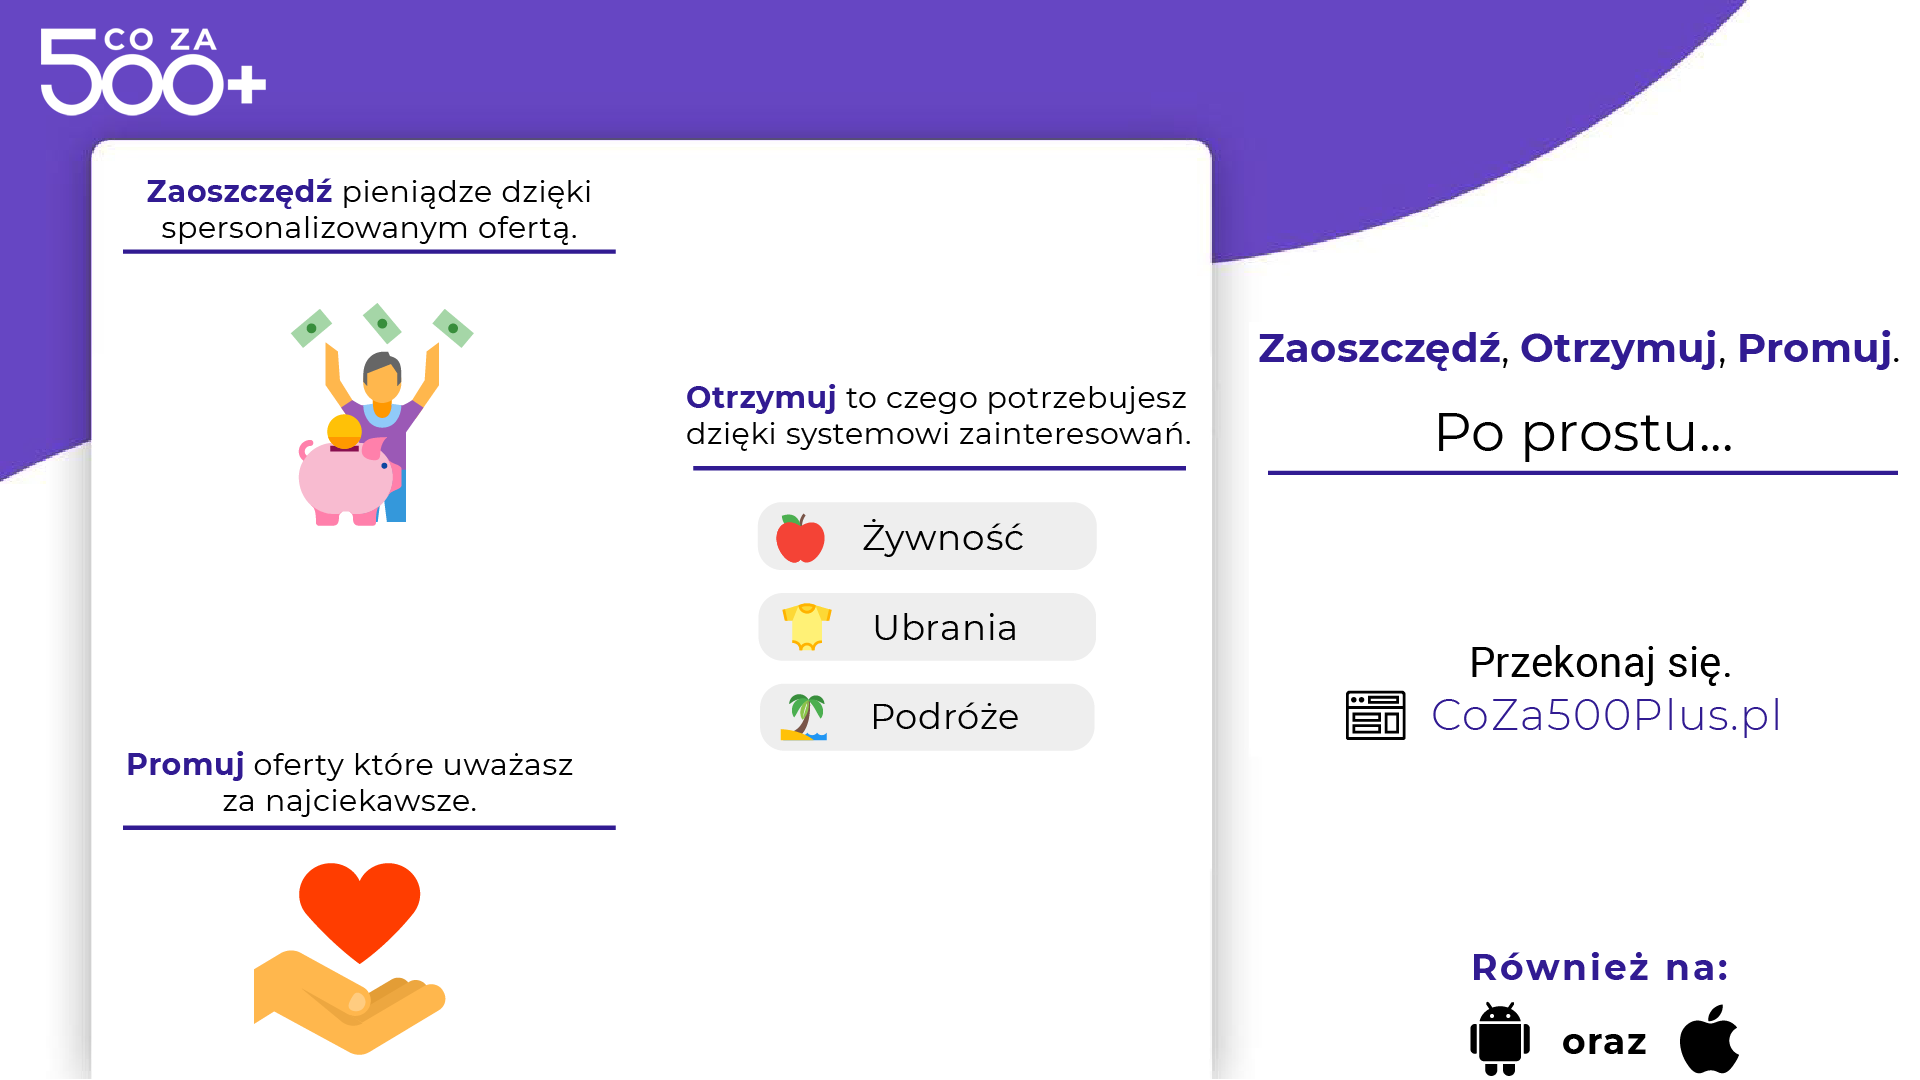 CO ZA
500+
Zaoszczędź pieniądze dzięki
spersonalizowanym ofertą.
Otrzymuj to czego potrzebujesz
dzięki systemowi zainteresowań.
Żywność
Ubrania
Podróże
Promuj oferty które uważasz
za najciekawsze.
Zaoszczędź, Otrzymuj, Promuj.
Po prostu...
Przekonaj się.
CoZa500Plus.pl
Również na:
oraz